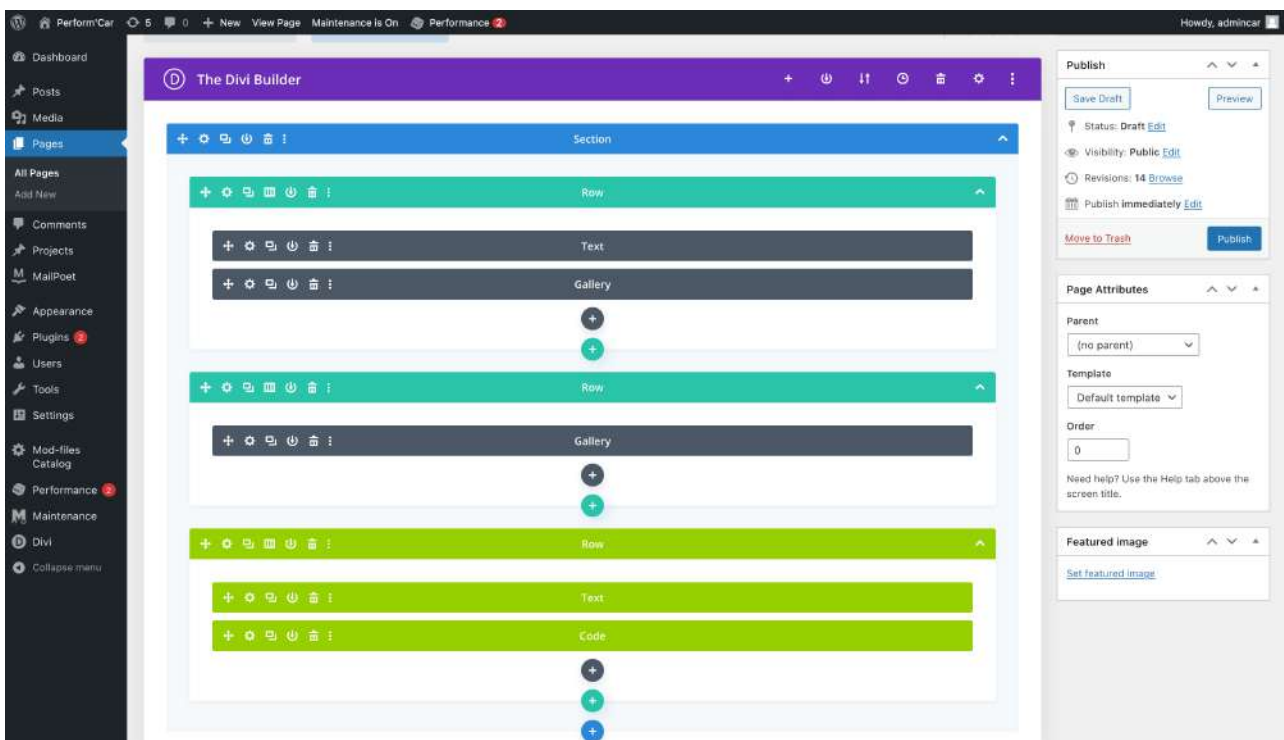 Perform'Car 5 0 New View Page Maintenance is On Performance 2 Howdy, admincar
Dashboard
Posts
Media
Pages
All Pages
Add New
Comments
Projects
MailPoet
Appearance
Plugins 2
Users
Tools
Settings
Mod-files
Catalog
Performance 2
Maintenance
Divi
Collapse menu
D The Divi Builder
Section
Row
Text
Gallery
Row
Gallery
Row
Text
Code
Publish
Save Draft Preview
Status: Draft Edit
Visibility: Public Edit
Revisions: 14 Browse
Publish immediately Edit
Move to Trash Publish
Page Attributes
Parent
(no parent)
Template
Default template
Order
0
Need help? Use the Help tab above the
screen title.
Featured image
Set featured image